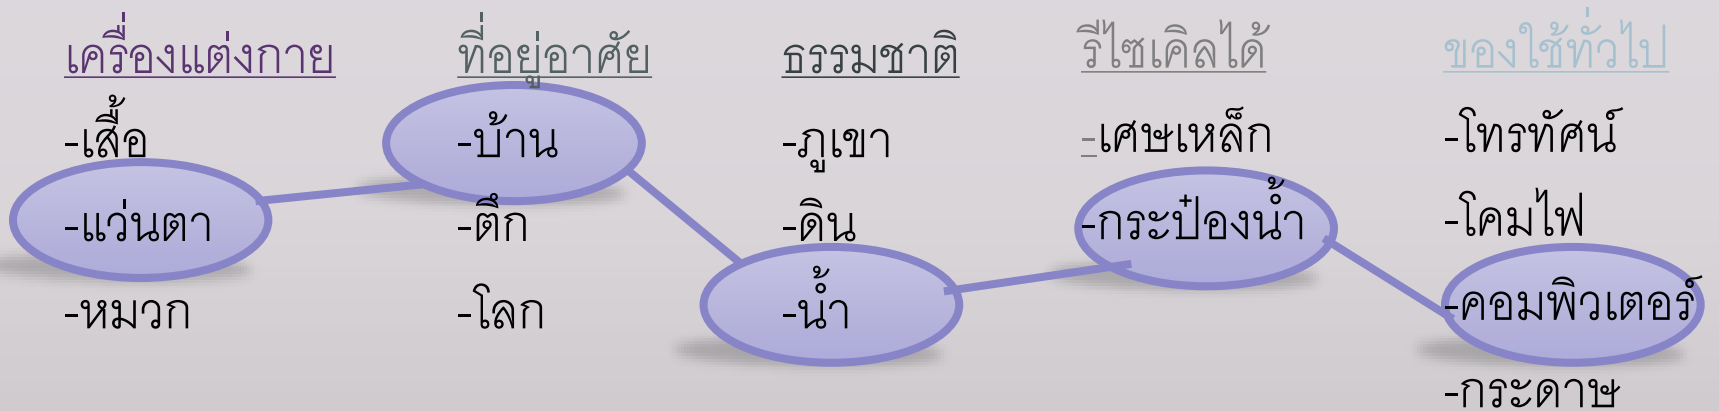 เครื่องแต่งกาย
-เสื้อ
-แว่นตา
-หมวก
ที่อยู่อาศัย
-บ้าน
-ตึก
-โลก
ธรรมชาติ
-ภูเขา
-ดิน
-น้ำ
รีไซเคิลได้
-เศษเหล็ก
-กระป๋องน้ำ
ของใช้ทั่วไป
-โทรทัศน์
-โคมไฟ
-คอมพิวเตอร์
-กระดาษ